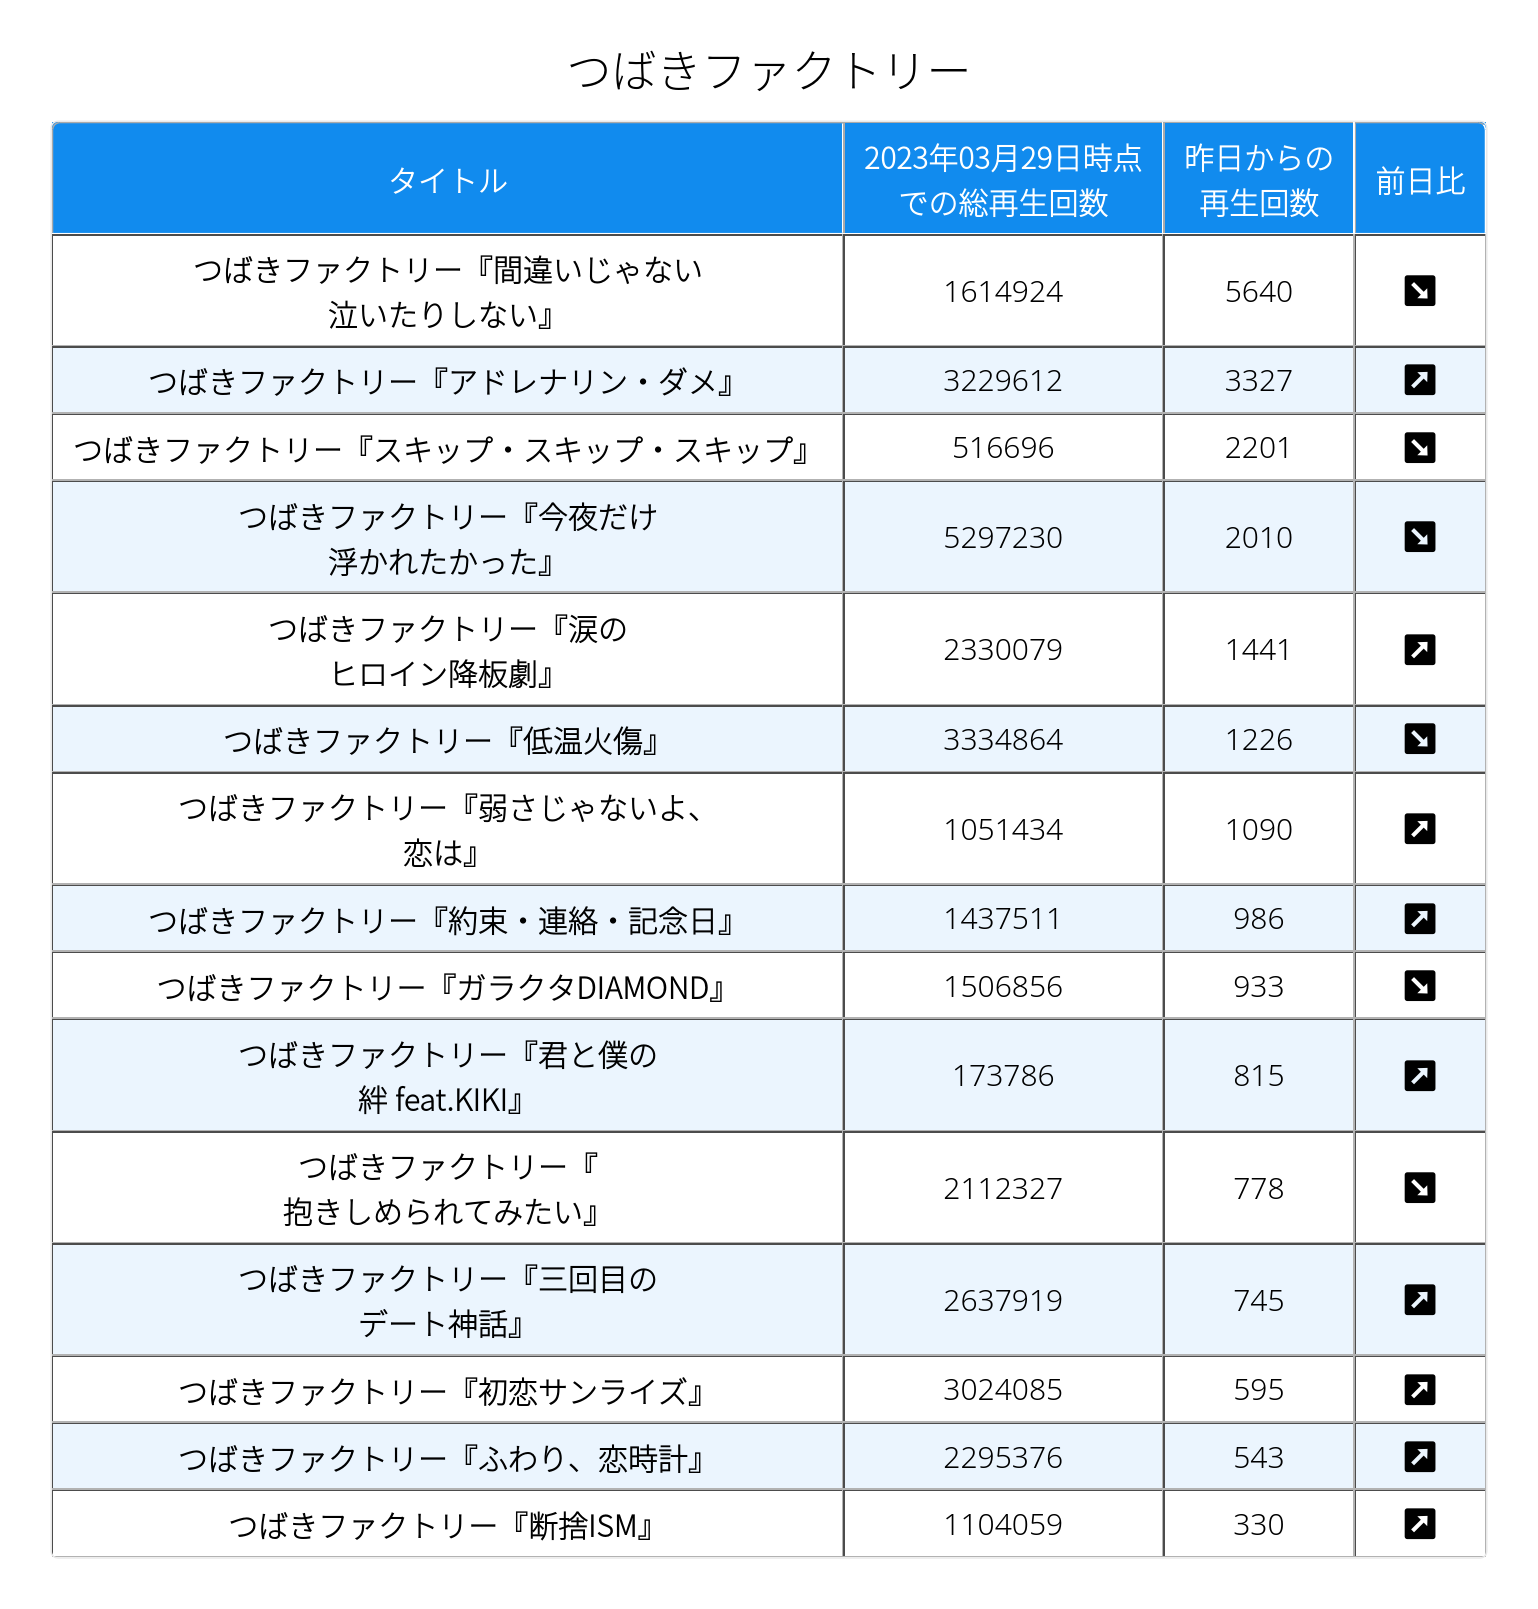 つばきファクトリー
タイトル
2023年03月29日時点
での総再生回数
昨日からの
再生回数
前日比
つばきファクトリー『間違いじゃない
泣いたりしない』
1614924
5640
↘
つばきファクトリー『アドレナリン・ダメ』
3229612
3327
↗
つばきファクトリー『スキップ・スキップ・スキップ』
516696
2201
↘
つばきファクトリー『今夜だけ
浮かれたかった』
5297230
2010
↘
つばきファクトリー『涙の
ヒロイン降板劇』
2330079
1441
↗
つばきファクトリー『低温火傷』
3334864
1226
↘
つばきファクトリー『弱さじゃないよ、
恋は』
1051434
1090
↗
つばきファクトリー『約束・連絡・記念日』
1437511
986
↗
つばきファクトリー『ガラクタDIAMOND』
1506856
933
↘
つばきファクトリー『君と僕の
絆 feat.KIKI』
173786
815
↗
つばきファクトリー『
抱きしめられてみたい』
2112327
778
↘
つばきファクトリー『三回目の
デート神話』
2637919
745
↗
つばきファクトリー『初恋サンライズ』
3024085
595
↗
つばきファクトリー『ふわり、恋時計』
2295376
543
↗
つばきファクトリー『断捨ISM』
1104059
330
↗